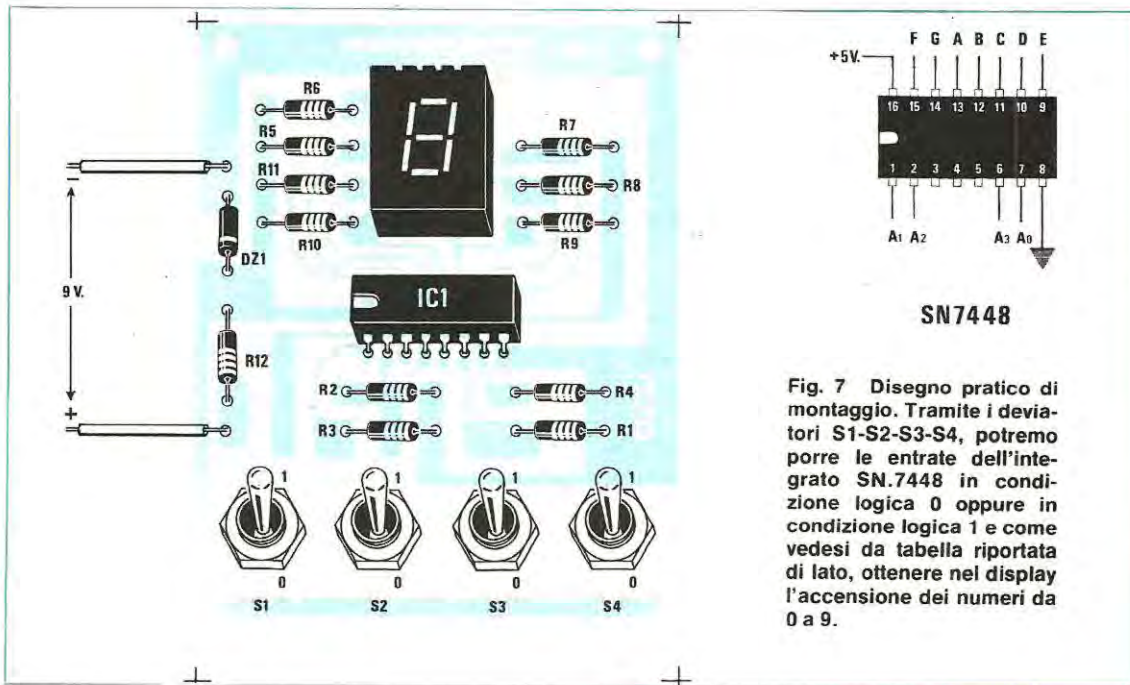 R6
R5
R11
R10
R7
R8
R9
–
9 V.
+
DZ1
R12
IC1
R2
R3
R4
R1
1 1 1 1
0 0 0 0
S1 S2 S3 S4
F G A B C D E
+5V.
16 15 14 13 12 11 10 9
1 2 3 4 5 6 7 8
A1 A2 A3 A0
SN7448
Fig. 7 Disegno pratico di
montaggio. Tramite i devia-
tori S1-S2-S3-S4, potremo
porre le entrate dell'inte-
grato SN.7448 in condi-
zione logica 0 oppure in
condizione logica 1 e come
vedesi da tabella riportata
di lato, ottenere nel display
l'accensione dei numeri da
0 a 9.